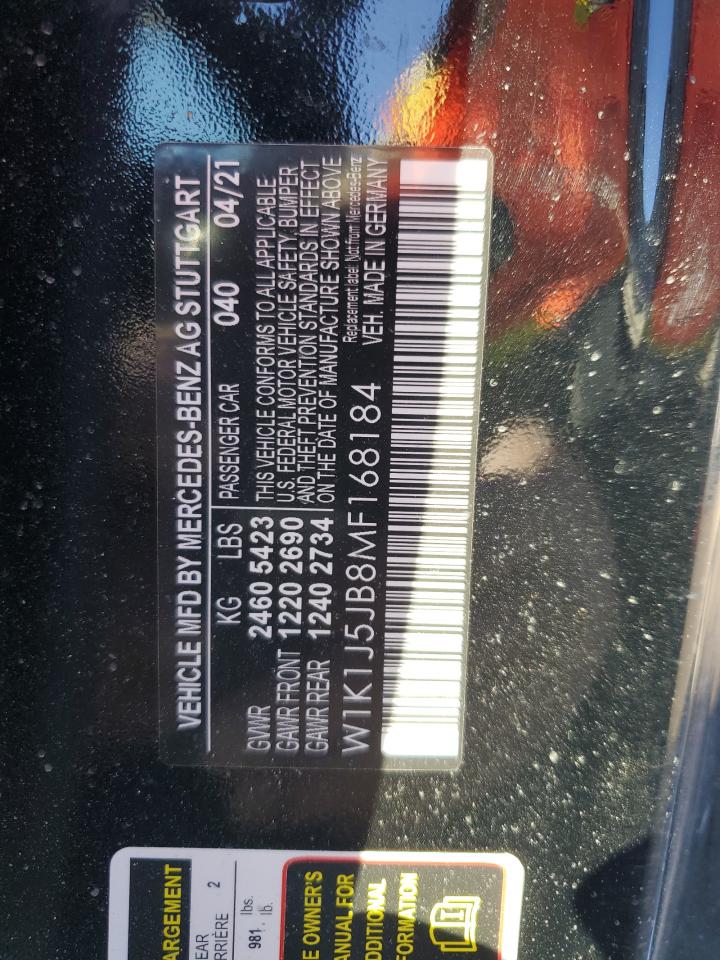 VEHICLE MFD BY MERCEDES-BENZ AG STUTTGART
KG LBS PASSENGER CAR 040 04/21
GVWR 2460 5423 THIS VEHICLE CONFORMS TO ALL APPLICABLE
GAWR FRONT 1220 2690 U.S. FEDERAL MOTOR VEHICLE SAFETY, BUMPER
GAWR REAR 1240 2734 AND THEFT PREVENTION STANDARDS IN EFFECT
ON THE DATE OF MANUFACTURE SHOWN ABOVE
Replacement label Not from Mercedes-Benz
W1K1J5JB8MF168184 VEH. MADE IN GERMANY
ARGEMENT
EAR
RRIÈRE 2
981 lbs.
lb.
E OWNER'S
ANUAL FOR
DDITIONAL
FORMATION